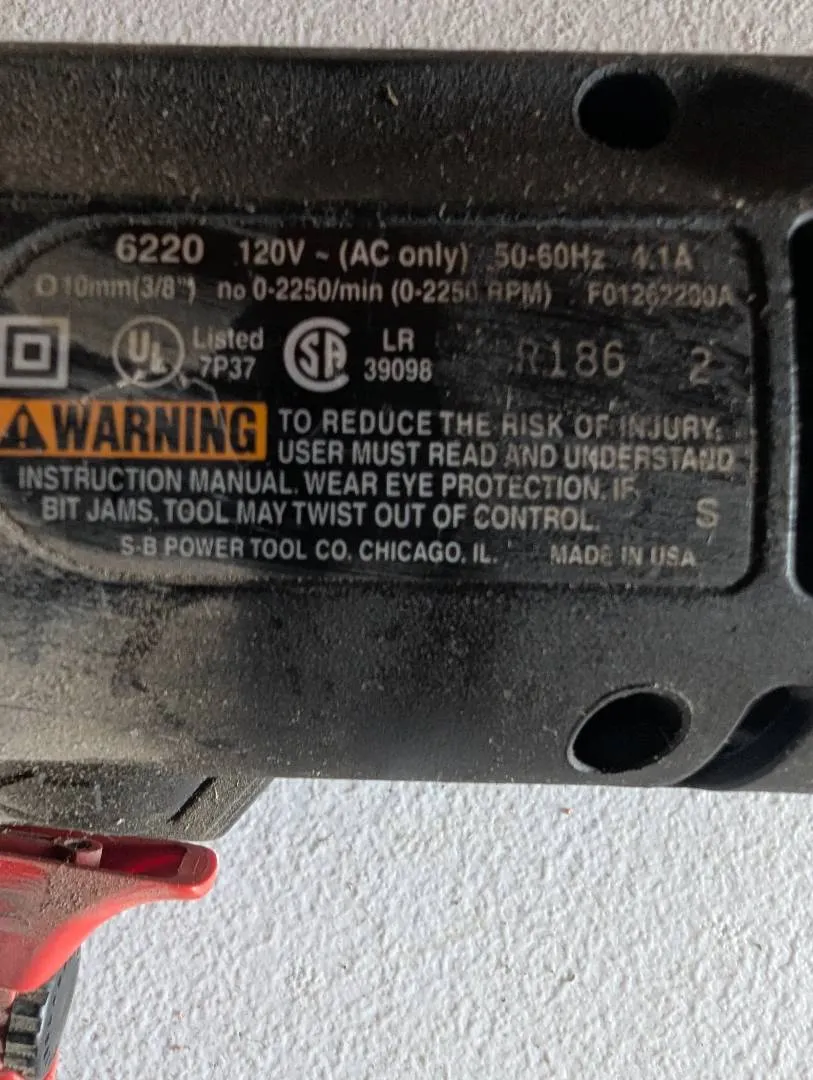 6220 120V ~ (AC only) 50-60Hz 4.1A
Ø 10mm(3/8") no 0-2250/min (0-2250 RPM) F01262200A
UL Listed 7P37 SA LR 39098 R186 2
WARNING TO REDUCE THE RISK OF INJURY,
USER MUST READ AND UNDERSTAND
INSTRUCTION MANUAL. WEAR EYE PROTECTION. IF
BIT JAMS, TOOL MAY TWIST OUT OF CONTROL. S
S-B POWER TOOL CO. CHICAGO, IL. MADE IN USA